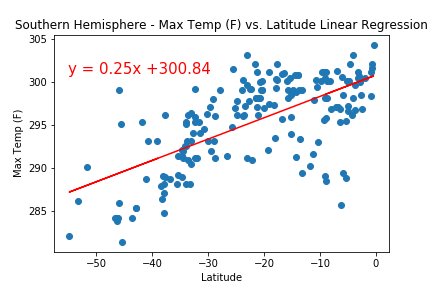 Southern Hemisphere - Max Temp (F) vs. Latitude Linear Regression
305
y = 0.25x +300.84
300
295
290
285
Max Temp (F)
−50
−40
−30
−20
−10
0
Latitude